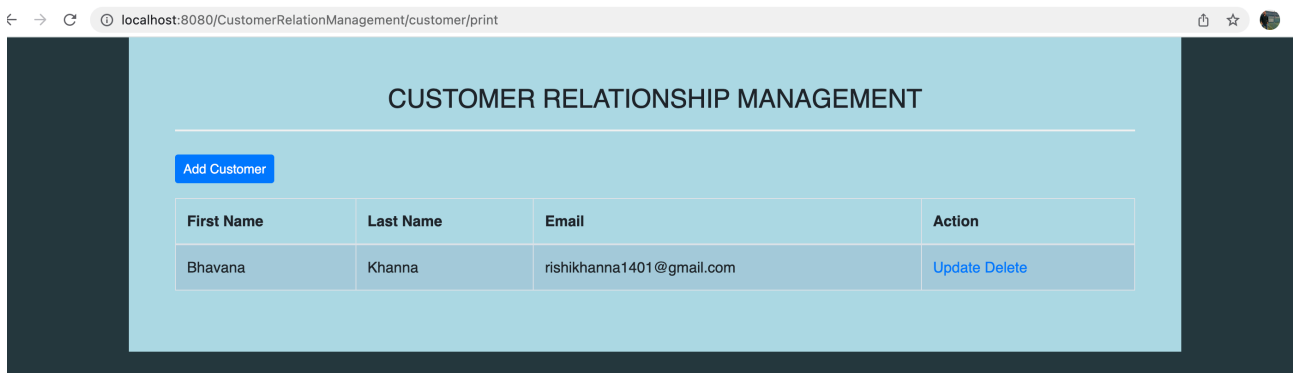 localhost:8080/CustomerRelationManagement/customer/print
CUSTOMER RELATIONSHIP MANAGEMENT
Add Customer
First Name Last Name Email Action
Bhavana Khanna rishikhanna1401@gmail.com Update Delete